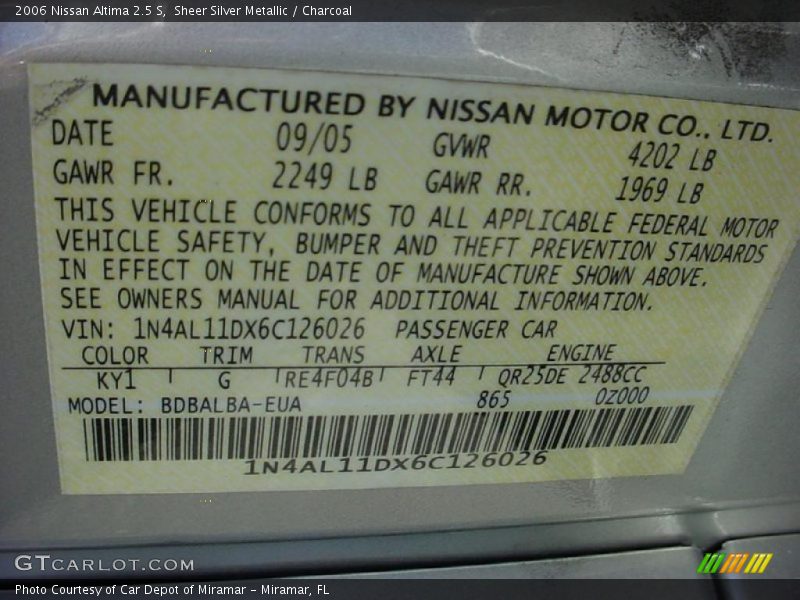 2006 Nissan Altima 2.5 S, Sheer Silver Metallic / Charcoal
MANUFACTURED BY NISSAN MOTOR CO., LTD.
DATE 09/05 GVWR 4202 LB
GAWR FR. 2249 LB GAWR RR. 1969 LB
THIS VEHICLE CONFORMS TO ALL APPLICABLE FEDERAL MOTOR
VEHICLE SAFETY, BUMPER AND THEFT PREVENTION STANDARDS
IN EFFECT ON THE DATE OF MANUFACTURE SHOWN ABOVE.
SEE OWNERS MANUAL FOR ADDITIONAL INFORMATION.
VIN: 1N4AL11DX6C126026 PASSENGER CAR
COLOR TRIM TRANS AXLE ENGINE
KY1 G RE4F04B FT44 QR25DE 2488CC
MODEL: BDBALBA-EUA 865 0Z000
1N4AL11DX6C126026
GTCARLOT.COM
Photo Courtesy of Car Depot of Miramar – Miramar, FL